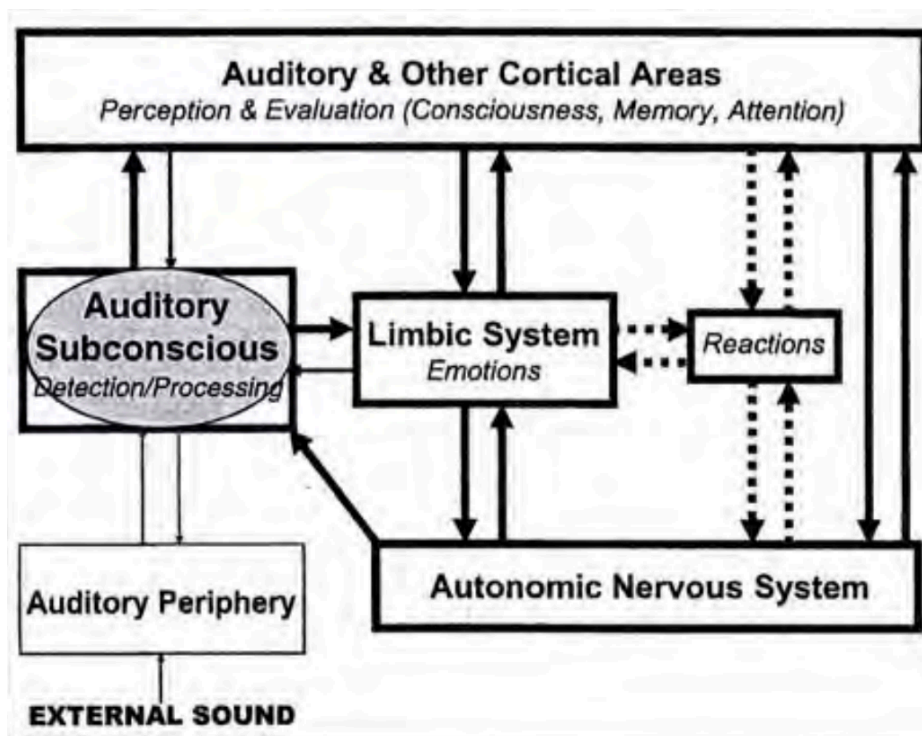 Auditory & Other Cortical Areas
Perception & Evaluation (Consciousness, Memory, Attention)
Auditory
Subconscious
Detection/Processing
Limbic System
Emotions
Reactions
Auditory Periphery
Autonomic Nervous System
EXTERNAL SOUND